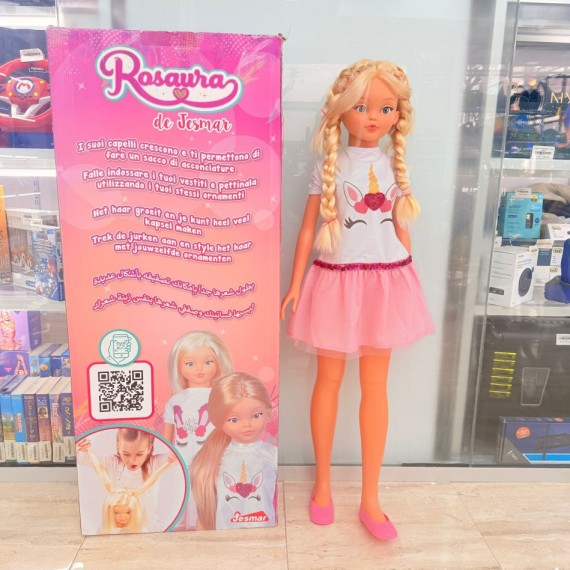 Rosaura
de Jesmar
I suoi capelli crescono e ti permettono di
fare un sacco di acconciature
Falle indossare i tuoi vestiti e pettinala
utilizzando i tuoi stessi ornamenti
Het haar groeit en je kunt heel veel
kapsel maken
Trek de jurken aan en style het haar
met jouwzelfde ornamenten
Jesmar